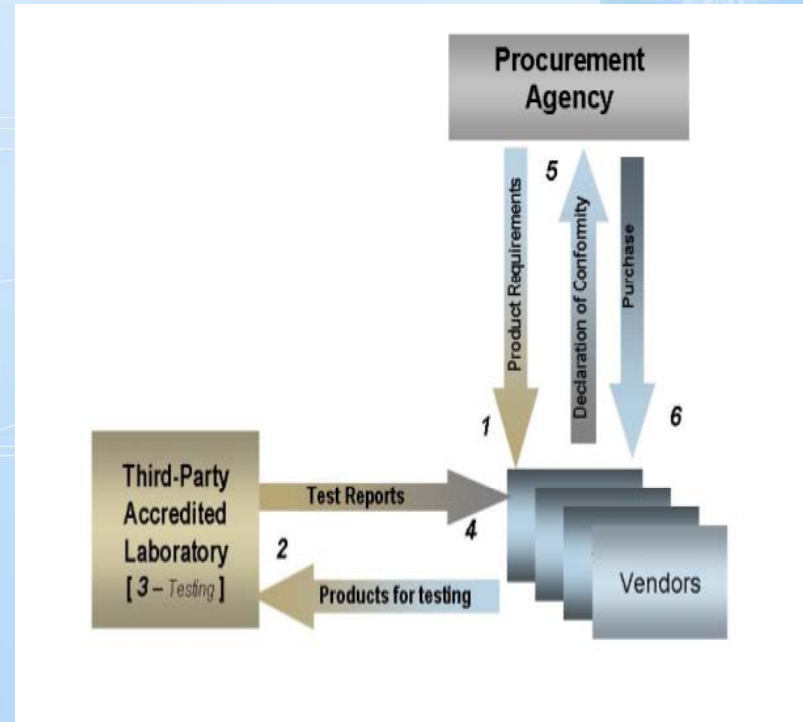 Procurement
Agency
Product Requirements
5
Declaration of Conformity
Purchase
1
6
Third-Party
Accredited
Laboratory
[ 3 – Testing ]
Test Reports
4
2
Products for testing
Vendors